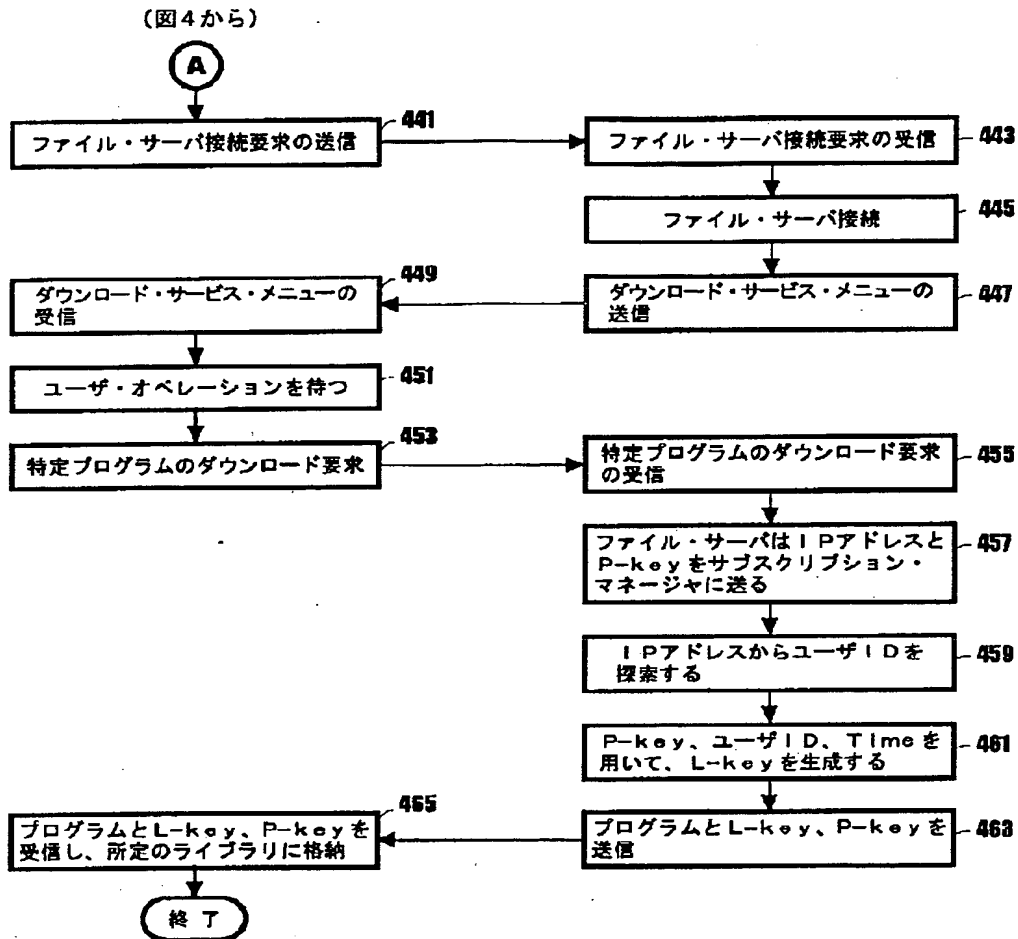 (図4から)
A
441
ファイル・サーバ接続要求の送信
ファイル・サーバ接続要求の受信
443
ファイル・サーバ接続
445
449
ダウンロード・サービス・メニューの
受信
ダウンロード・サービス・メニューの
送信
447
ユーザ・オペレーションを待つ
451
453
特定プログラムのダウンロード要求
特定プログラムのダウンロード要求
の受信
455
ファイル・サーバはIPアドレスと
P-keyをサブスクリプション・
マネージャに送る
457
IPアドレスからユーザIDを
探索する
459
P-key、ユーザID、Timeを
用いて、L-keyを生成する
461
465
プログラムとL-key、P-keyを
受信し、所定のライブラリに格納
プログラムとL-key、P-keyを
送信
463
終了